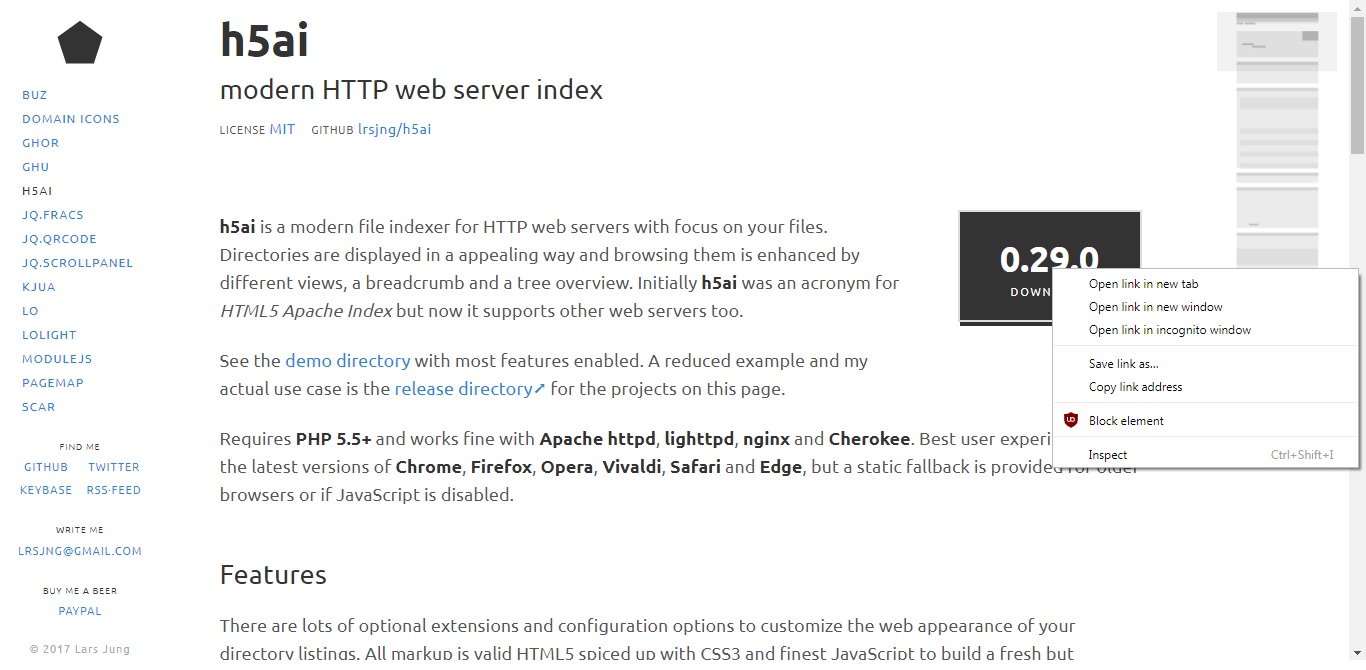 BUZ
DOMAIN ICONS
GHOR
GHU
H5AI
JQ.FRACS
JQ.QRCODE
JQ.SCROLLPANEL
KJUA
LO
LOLIGHT
MODULEJS
PAGEMAP
SCAR
FIND ME
GITHUB TWITTER
KEYBASE RSS-FEED
WRITE ME
LRSJNG@GMAIL.COM
BUY ME A BEER
PAYPAL
© 2017 Lars Jung
h5ai
modern HTTP web server index
LICENSE MIT GITHUB lrsjng/h5ai
h5ai is a modern file indexer for HTTP web servers with focus on your files.
Directories are displayed in a appealing way and browsing them is enhanced by
different views, a breadcrumb and a tree overview. Initially h5ai was an acronym for
HTML5 Apache Index but now it supports other web servers too.
See the demo directory with most features enabled. A reduced example and my
actual use case is the release directory↗ for the projects on this page.
Requires PHP 5.5+ and works fine with Apache httpd, lighttpd, nginx and Cherokee. Best user experi
the latest versions of Chrome, Firefox, Opera, Vivaldi, Safari and Edge, but a static fallback is provided for older
browsers or if JavaScript is disabled.
Features
There are lots of optional extensions and configuration options to customize the web appearance of your
directory listings. All markup is valid HTML5 spiced up with CSS3 and finest JavaScript to build a fresh but
0.29.0
DOWN
Open link in new tab
Open link in new window
Open link in incognito window
Save link as...
Copy link address
Block element
Inspect Ctrl+Shift+I